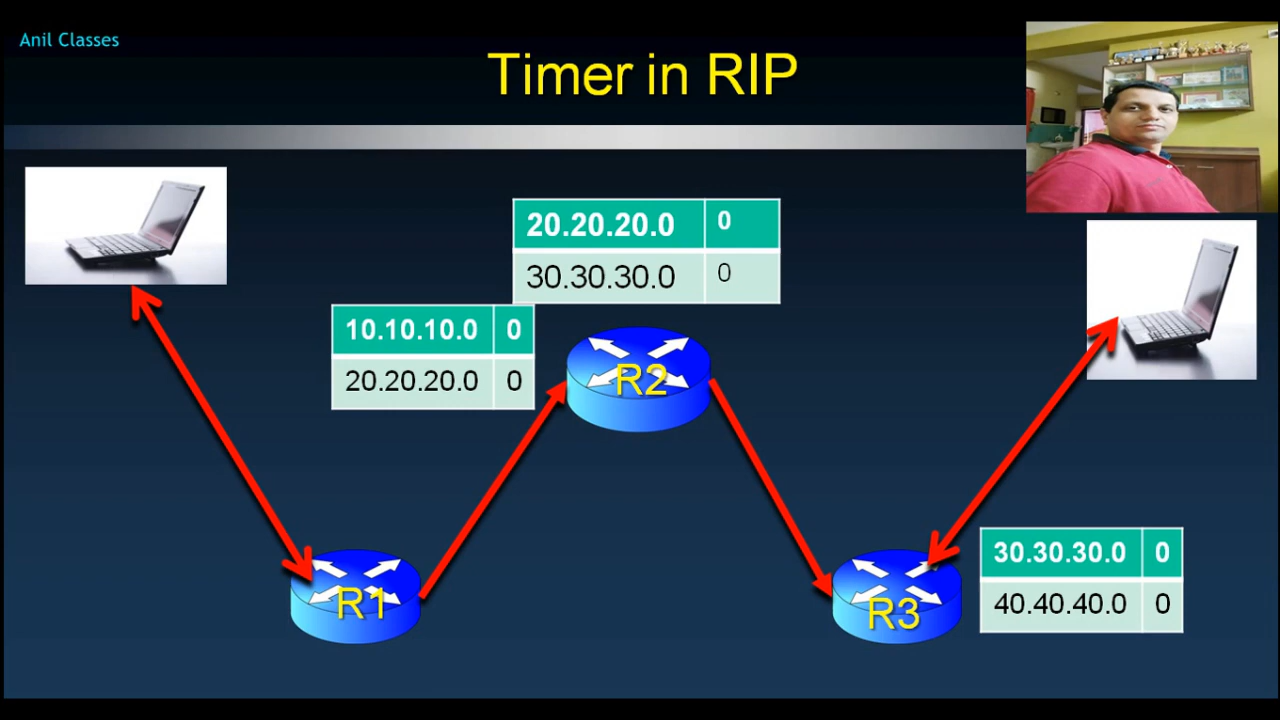 Anil Classes
Timer in RIP
20.20.20.0 0
30.30.30.0 0
10.10.10.0 0
20.20.20.0 0
R2
R1
R3
30.30.30.0 0
40.40.40.0 0